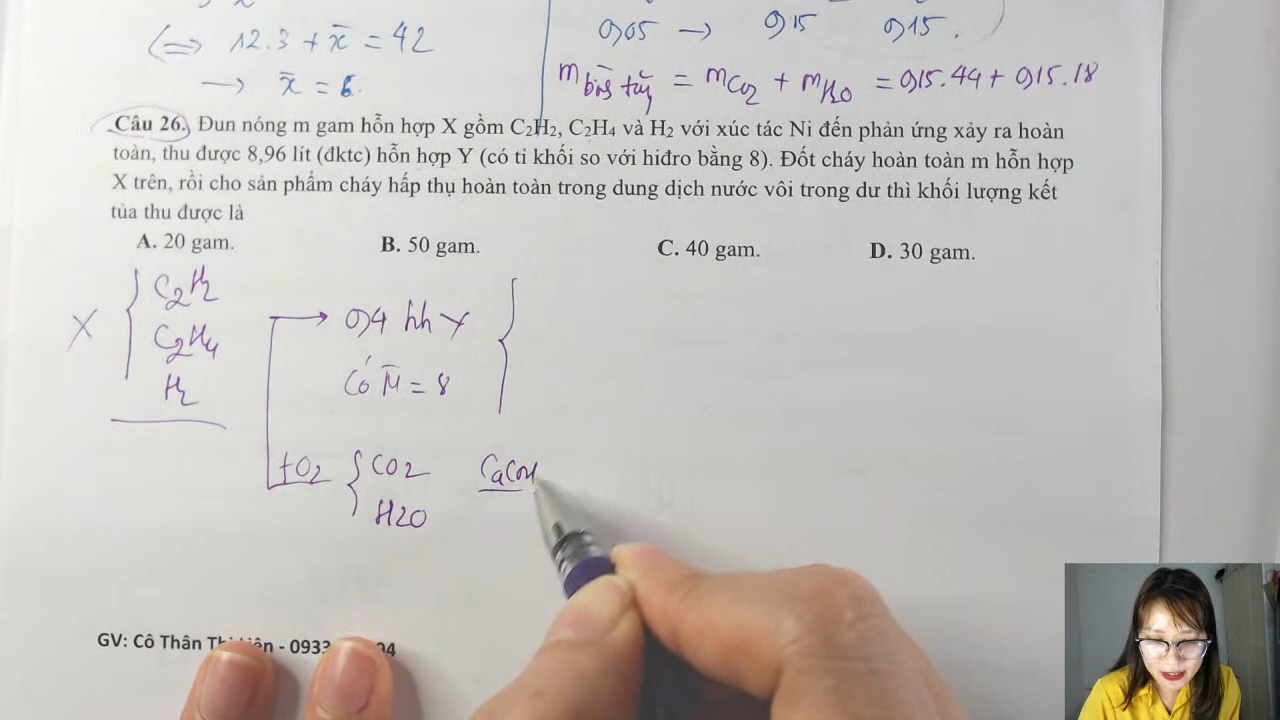 (⇔ 12.3 + x̄ = 42
→ x̄ = 6.
0,05 → 0,15 0,15.
m bình tăng = mCO2 + mH2O = 0,15.44 + 0,15.18
Câu 26. Đun nóng m gam hỗn hợp X gồm C2H2, C2H4 và H2 với xúc tác Ni đến phản ứng xảy ra hoàn
toàn, thu được 8,96 lít (đktc) hỗn hợp Y (có tỉ khối so với hiđro bằng 8). Đốt cháy hoàn toàn m hỗn hợp
X trên, rồi cho sản phẩm cháy hấp thụ hoàn toàn trong dung dịch nước vôi trong dư thì khối lượng kết
tủa thu được là
A. 20 gam. B. 50 gam. C. 40 gam. D. 30 gam.
X { C2H2
C2H4
H2
→ 0,4 hh Y {
Có M̄ = 8
+O2 { CO2
H2O
GV: Cô Thân Th